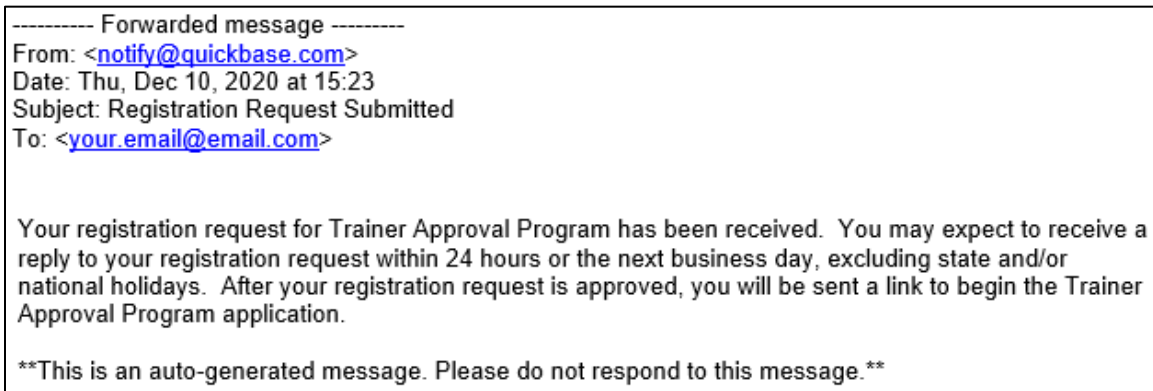 ---------- Forwarded message ---------
From: <notify@quickbase.com>
Date: Thu, Dec 10, 2020 at 15:23
Subject: Registration Request Submitted
To: <your.email@email.com>
Your registration request for Trainer Approval Program has been received.  You may expect to receive a
reply to your registration request within 24 hours or the next business day, excluding state and/or
national holidays.  After your registration request is approved, you will be sent a link to begin the Trainer
Approval Program application.
**This is an auto-generated message. Please do not respond to this message.**